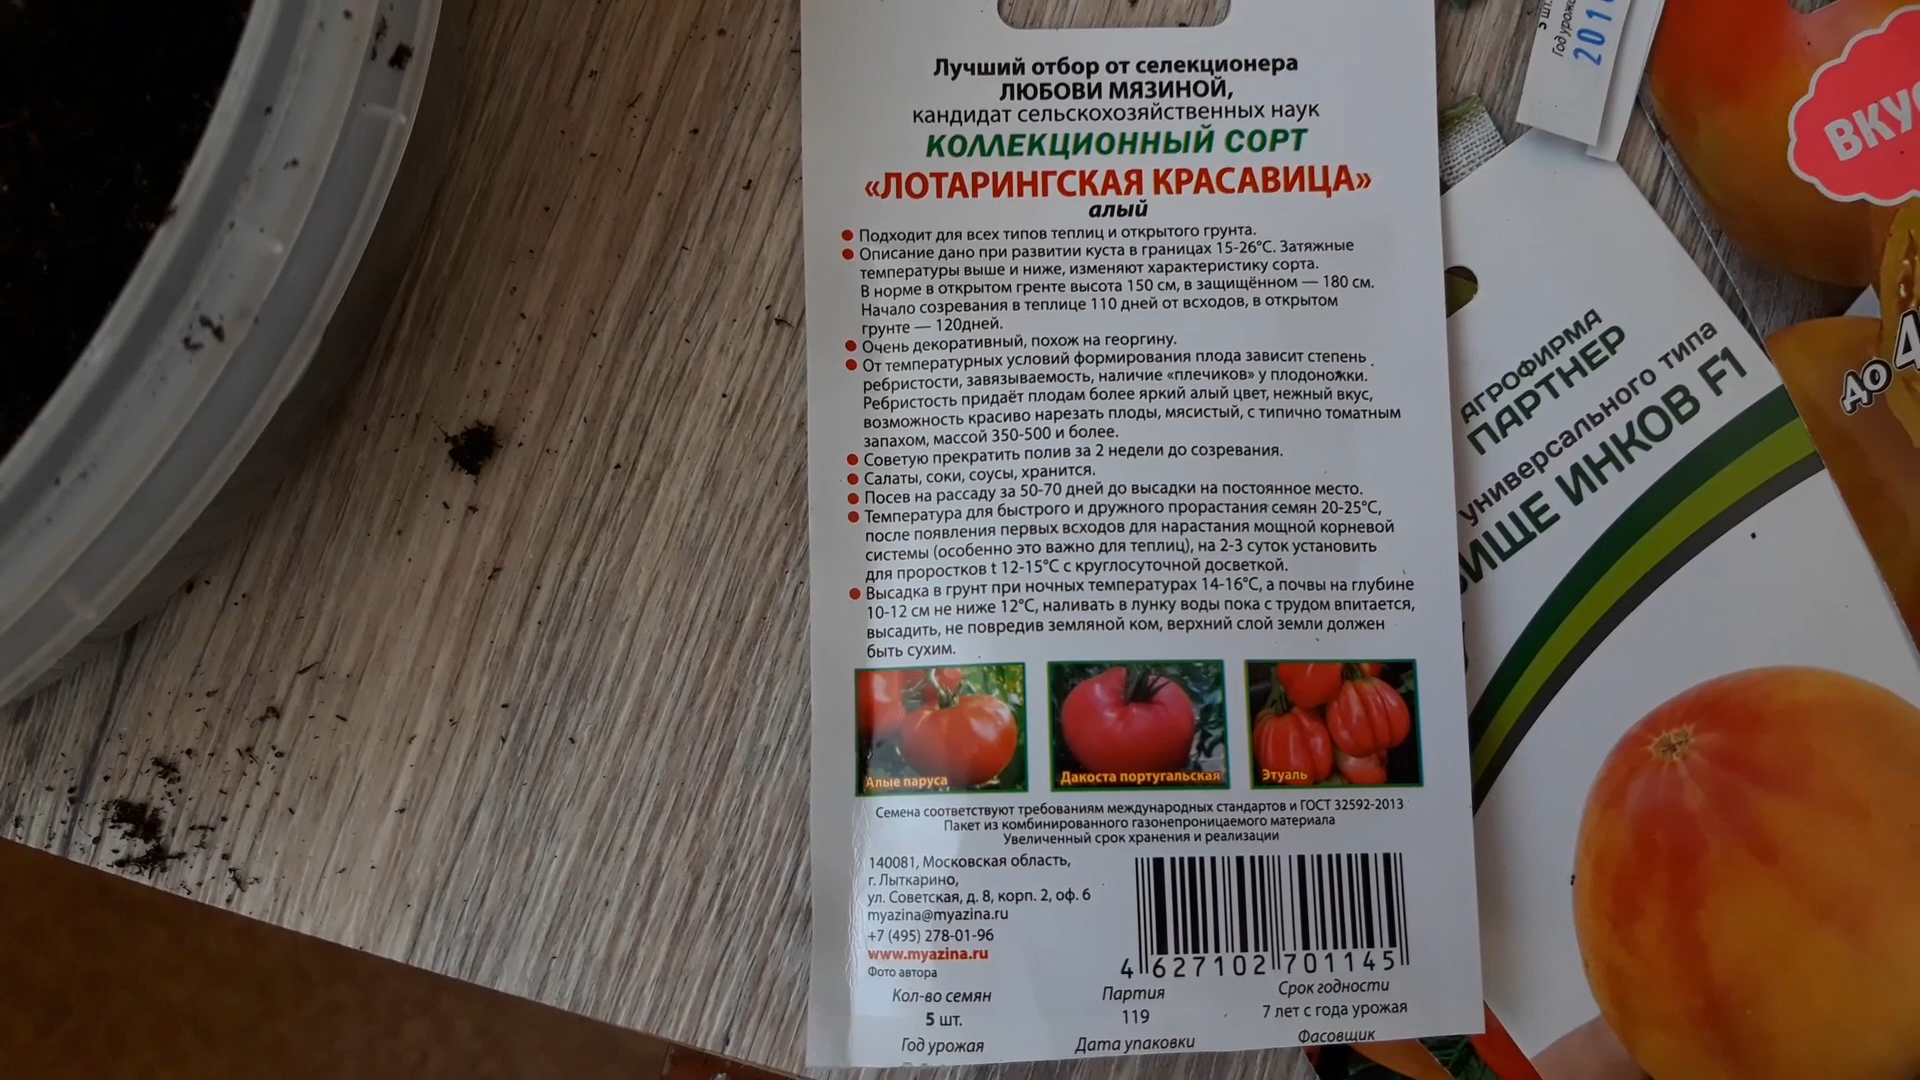 Лучший отбор от селекционера
ЛЮБОВИ МЯЗИНОЙ,
кандидат сельскохозяйственных наук
КОЛЛЕКЦИОННЫЙ СОРТ
«ЛОТАРИНГСКАЯ КРАСАВИЦА»
алый
Подходит для всех типов теплиц и открытого грунта.
Описание дано при развитии куста в границах 15-26°С. Затяжные
температуры выше и ниже, изменяют характеристику сорта.
В норме в открытом гренте высота 150 см, в защищённом — 180 см.
Начало созревания в теплице 110 дней от всходов, в открытом
грунте — 120дней.
Очень декоративный, похож на георгину.
От температурных условий формирования плода зависит степень
ребристости, завязываемость, наличие «плечиков» у плодоножки.
Ребристость придаёт плодам более яркий алый цвет, нежный вкус,
возможность красиво нарезать плоды, мясистый, с типично томатным
запахом, массой 350-500 и более.
Советую прекратить полив за 2 недели до созревания.
Салаты, соки, соусы, хранится.
Посев на рассаду за 50-70 дней до высадки на постоянное место.
Температура для быстрого и дружного прорастания семян 20-25°С,
после появления первых всходов для нарастания мощной корневой
системы (особенно это важно для теплиц), на 2-3 суток установить
для проростков t 12-15°С с круглосуточной досветкой.
Высадка в грунт при ночных температурах 14-16°С, а почвы на глубине
10-12 см не ниже 12°С, наливать в лунку воды пока с трудом впитается,
высадить, не повредив земляной ком, верхний слой земли должен
быть сухим.
Алые паруса
Дакоста португальская
Этуаль
Семена соответствуют требованиям международных стандартов и ГОСТ 32592-2013
Пакет из комбинированного газонепроницаемого материала
Увеличенный срок хранения и реализации
140081, Московская область,
г. Лыткарино,
ул. Советская, д. 8, корп. 2, оф. 6
myazina@myazina.ru
+7 (495) 278-01-96
www.myazina.ru
Фото автора
4 627102 701145
Кол-во семян
5 шт.
Партия
119
Срок годности
7 лет с года урожая
Год урожая
Дата упаковки
Фасовщик
5 шт.
Год урожа
201
ВКУС
до 4
АГРОФИРМА
ПАРТНЕР
универсального типа
ИЩЕ ИНКОВ F1